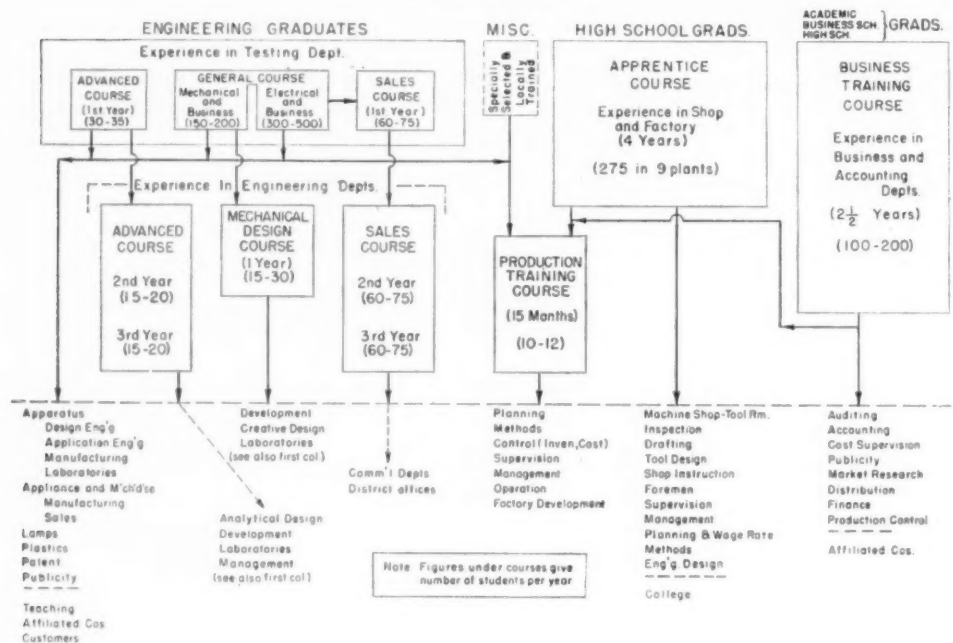 ENGINEERING GRADUATES
Experience in Testing Dept.
ADVANCED
COURSE
(1st Year)
(30-35)
GENERAL COURSE
Mechanical
and
Business
(150-200)
Electrical
and
Business
(300-500)
SALES
COURSE
(1st Year)
(60-75)
Experience In Engineering Depts.
ADVANCED
COURSE
2nd Year
(15-20)
3rd Year
(15-20)
MECHANICAL
DESIGN
COURSE
(1 Year)
(15-30)
SALES
COURSE
2nd Year
(60-75)
3rd Year
(60-75)
MISC.
Specially
Selected &
Locally
Trained
HIGH SCHOOL GRADS.
APPRENTICE
COURSE
Experience in Shop
and Factory
(4 Years)
(275 in 9 plants)
PRODUCTION
TRAINING
COURSE
(15 Months)
(10-12)
ACADEMIC
BUSINESS SCH.
HIGH SCH.
GRADS.
BUSINESS
TRAINING
COURSE
Experience in
Business and
Accounting
Depts.
(2½ Years)
(100-200)
Apparatus
Design Eng'g
Application Eng'g
Manufacturing
Laboratories
Appliance and M'ch'd'se
Manufacturing
Sales
Lamps
Plastics
Patent
Publicity
Teaching
Affiliated Cos
Customers
Analytical Design
Development
Laboratories
Management
(see also first col.)
Development
Creative Design
Laboratories
(see also first col.)
Comm'l Depts
District offices
Planning
Methods
Control (Inven, Cost)
Supervision
Management
Operation
Factory Development
Machine Shop-Tool Rm.
Inspection
Drafting
Tool Design
Shop Instruction
Foremen
Supervision
Management
Planning & Wage Rate
Methods
Eng'g. Design
College
Auditing
Accounting
Cost Supervision
Publicity
Market Research
Distribution
Finance
Production Control
Affiliated Cos.
Note Figures under courses give
number of students per year